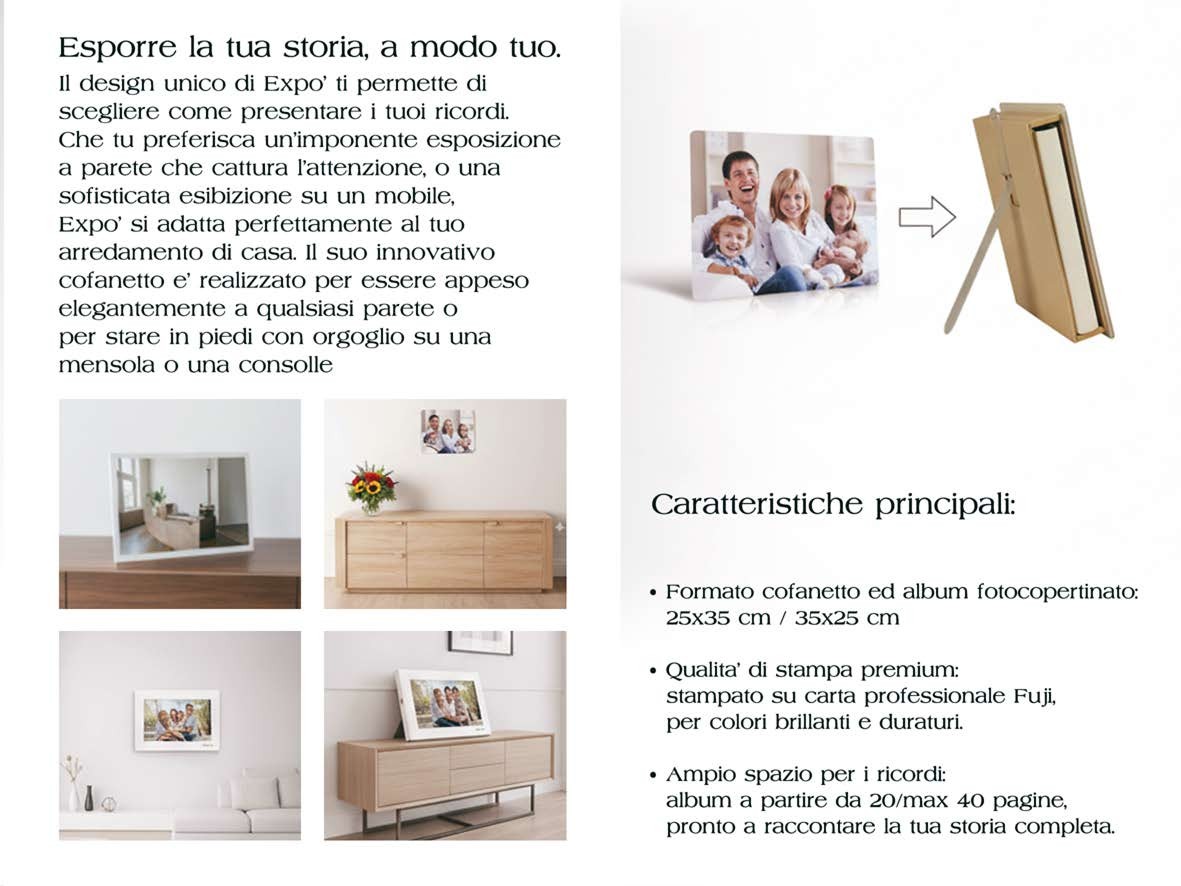 Esporre la tua storia, a modo tuo.
Il design unico di Expo' ti permette di
scegliere come presentare i tuoi ricordi.
Che tu preferisca un'imponente esposizione
a parete che cattura l'attenzione, o una
sofisticata esibizione su un mobile,
Expo' si adatta perfettamente al tuo
arredamento di casa. Il suo innovativo
cofanetto e' realizzato per essere appeso
elegantemente a qualsiasi parete o
per stare in piedi con orgoglio su una
mensola o una consolle
Caratteristiche principali:
• Formato cofanetto ed album fotocopertinato:
25x35 cm / 35x25 cm
• Qualita' di stampa premium:
stampato su carta professionale Fuji,
per colori brillanti e duraturi.
• Ampio spazio per i ricordi:
album a partire da 20/max 40 pagine,
pronto a raccontare la tua storia completa.